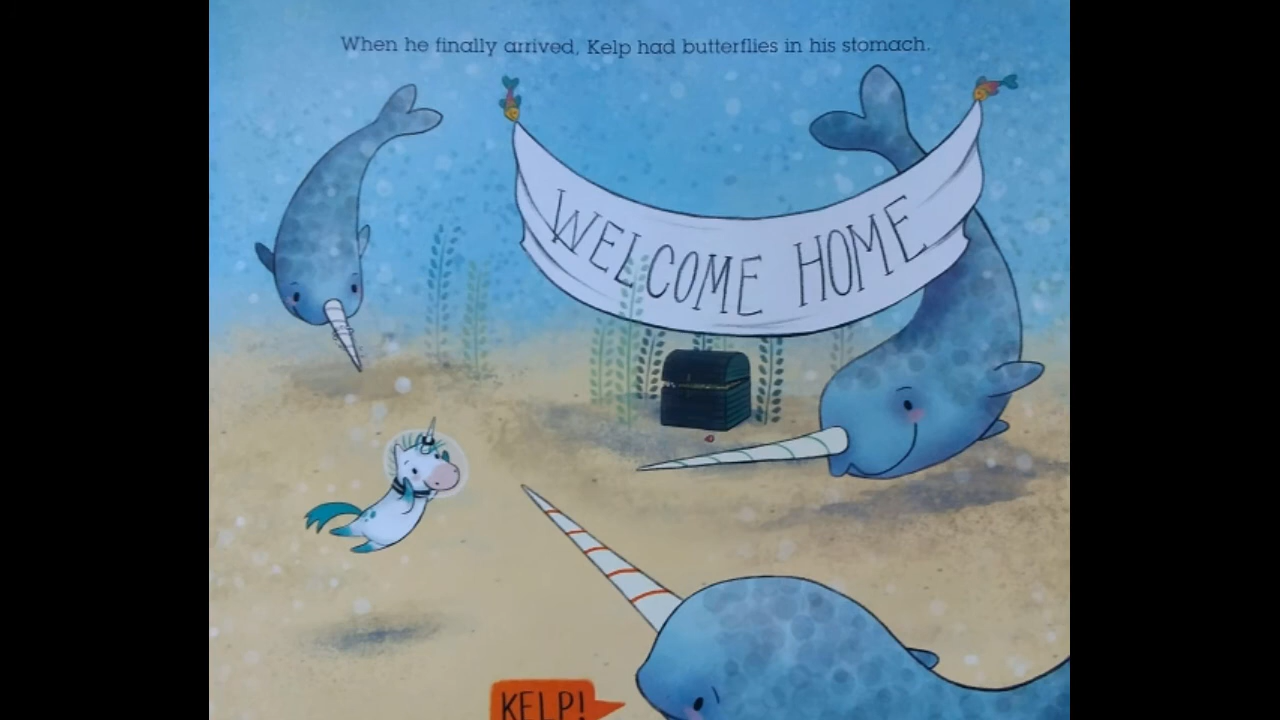 When he finally arrived, Kelp had butterflies in his stomach.
WELCOME HOME
KELP!